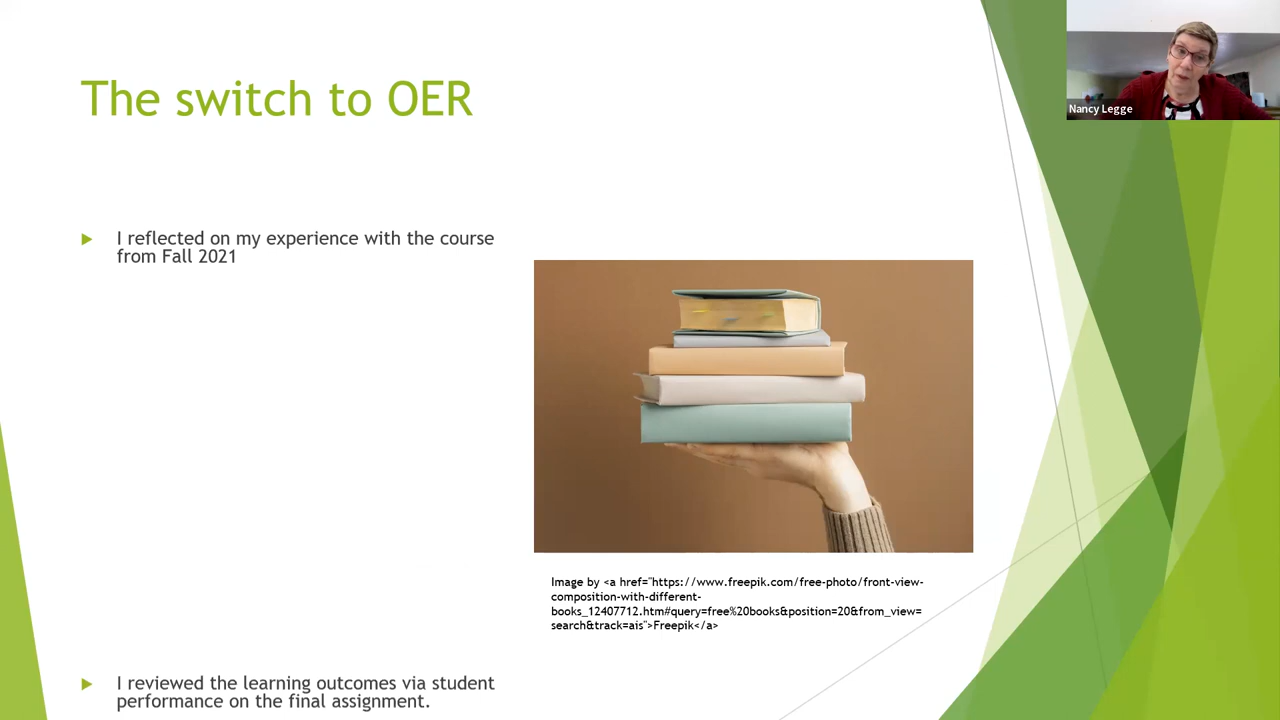 The switch to OER
Nancy Legge
I reflected on my experience with the course
from Fall 2021
Image by <a href="https://www.freepik.com/free-photo/front-view-
composition-with-different-
books_12407712.htm#query=free%20books&position=20&from_view=
search&track=ais">Freepik</a>
I reviewed the learning outcomes via student
performance on the final assignment.